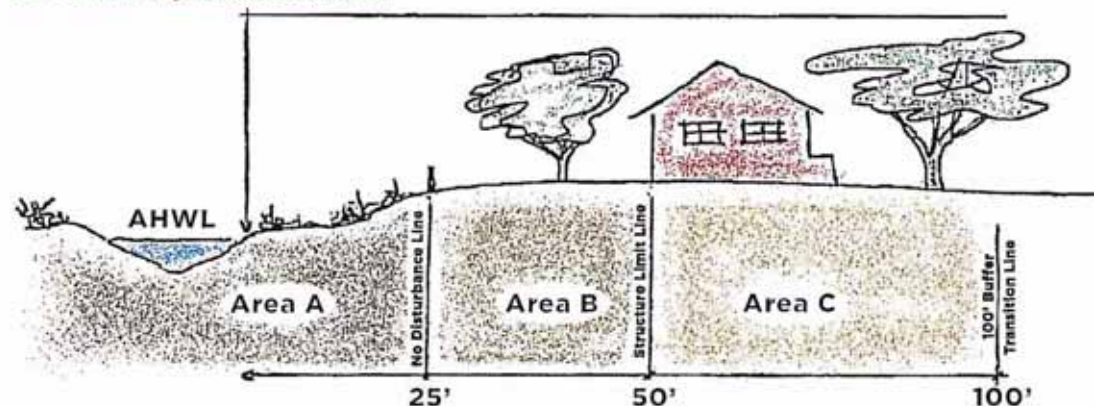 AHWL
Area A
No Disturbance Line
Area B
Structure Limit Line
Area C
100' Buffer
Transition Line
25'
50'
100'